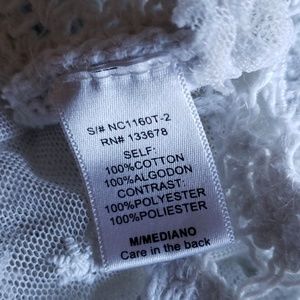 S/# NC1160T-2
RN# 133678
SELF:
100%COTTON
100%ALGODON
CONTRAST:
100%POLYESTER
100%POLIESTER
M/MEDIANO
Care in the back